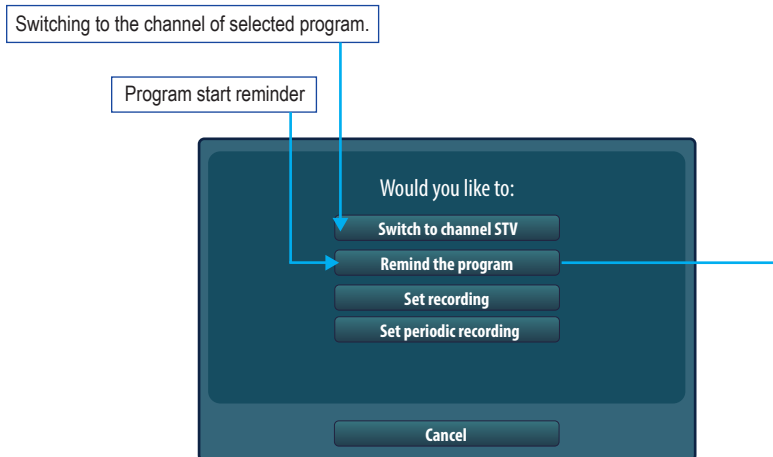 Switching to the channel of selected program.
Program start reminder
Would you like to:
Switch to channel STV
Remind the program
Set recording
Set periodic recording
Cancel